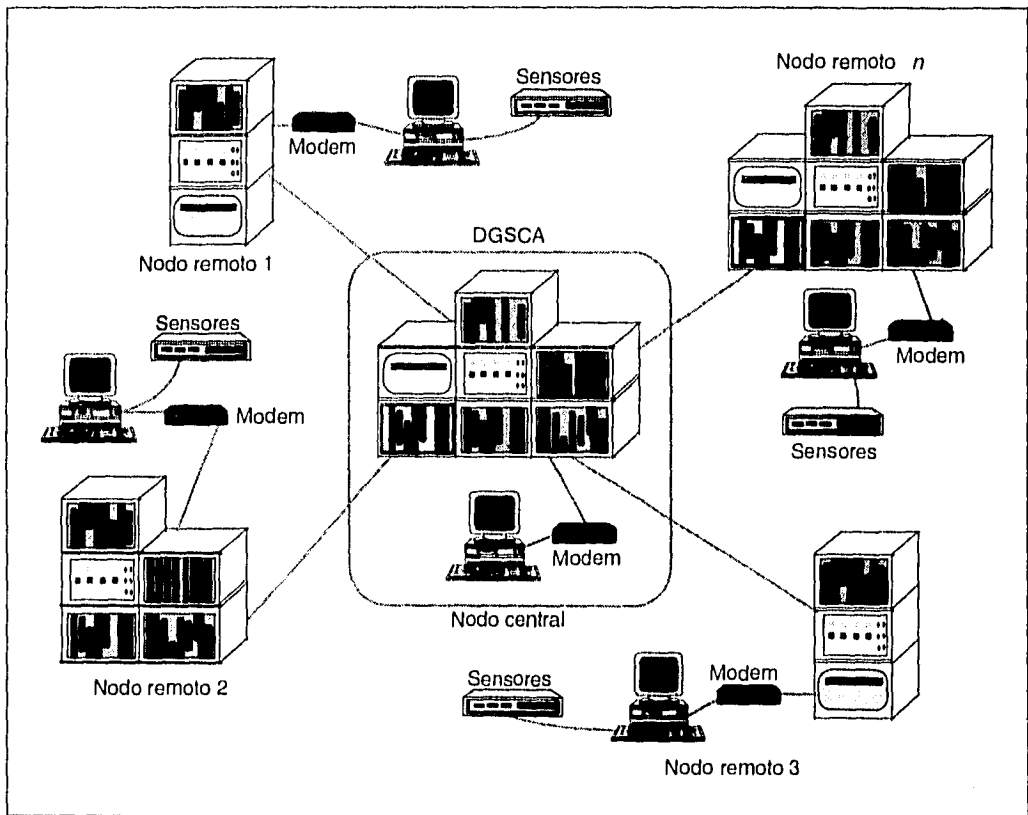 Sensores
Nodo remoto n
Modem
Nodo remoto 1
DGSCA
Sensores
Modem
Modem
Sensores
Modem
Nodo central
Nodo remoto 2
Sensores
Modem
Nodo remoto 3